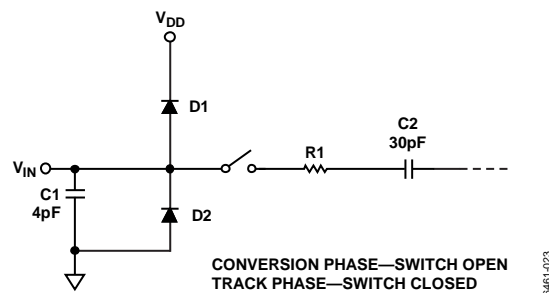 VDD
D1
C2
30pF
R1
VIN
C1
4pF
D2
CONVERSION PHASE—SWITCH OPEN
TRACK PHASE—SWITCH CLOSED